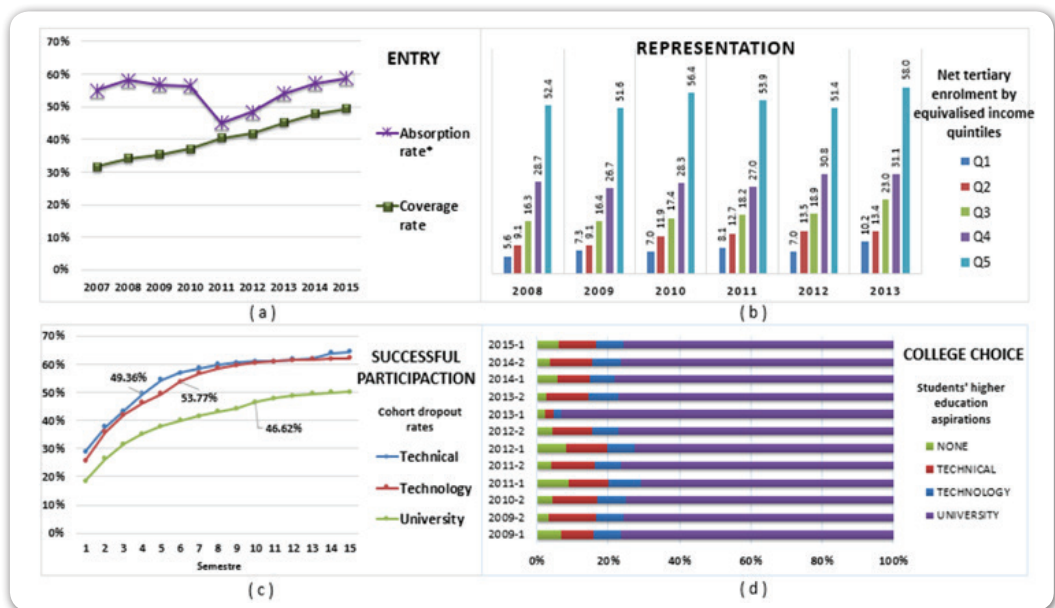 70%
60%
50%
40%
30%
20%
10%
0%
2007 2008 2009 2010 2011 2012 2013 2014 2015
ENTRY
Absorption
rate*
Coverage
rate
( a )
REPRESENTATION
5.6 9.1 16.3 28.7 52.4
7.3 9.1 16.4 26.7 51.6
7.0 11.9 17.4 28.3 56.4
8.1 12.7 18.2 27.0 53.9
7.0 13.5 18.9 30.8 51.4
10.2 13.4 23.0 31.1 58.0
2008 2009 2010 2011 2012 2013
Net tertiary
enrolment by
equivalised income
quintiles
Q1
Q2
Q3
Q4
Q5
( b )
70%
60%
50%
40%
30%
20%
10%
0%
49.36%
53.77%
46.62%
1 2 3 4 5 6 7 8 9 10 11 12 13 14 15
Semestre
SUCCESSFUL
PARTICIPACTION
Cohort dropout
rates
Technical
Technology
University
( c )
2015-1
2014-2
2014-1
2013-2
2013-1
2012-2
2012-1
2011-2
2011-1
2010-2
2009-2
2009-1
0% 20% 40% 60% 80% 100%
COLLEGE CHOICE
Students' higher
education
aspirations
NONE
TECHNICAL
TECHNOLOGY
UNIVERSITY
( d )